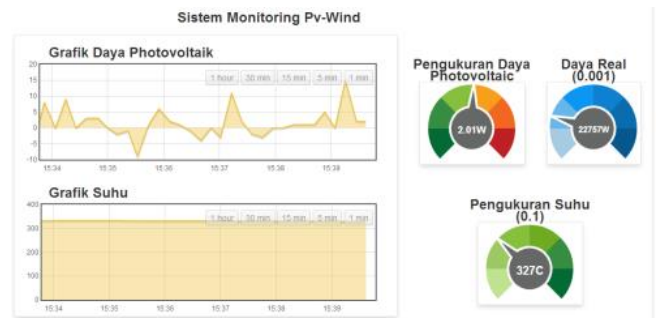 Sistem Monitoring Pv-Wind
Grafik Daya Photovoltaik
1 hour 30 min 15 min 5 min 1 min
20
15
10
5
0
-5
-10
15:34 15:35 15:36 15:37 15:38 15:39
Grafik Suhu
1 hour 30 min 15 min 5 min 1 min
400
300
200
100
0
15:34 15:35 15:36 15:37 15:38 15:39
Pengukuran Daya
Photovoltaic
2.01W
Daya Real
(0.001)
22757W
Pengukuran Suhu
(0.1)
327C